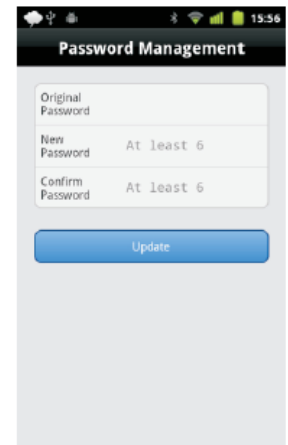 15:56
Password Management
Original
Password
New
Password
At least 6
Confirm
Password
At least 6
Update